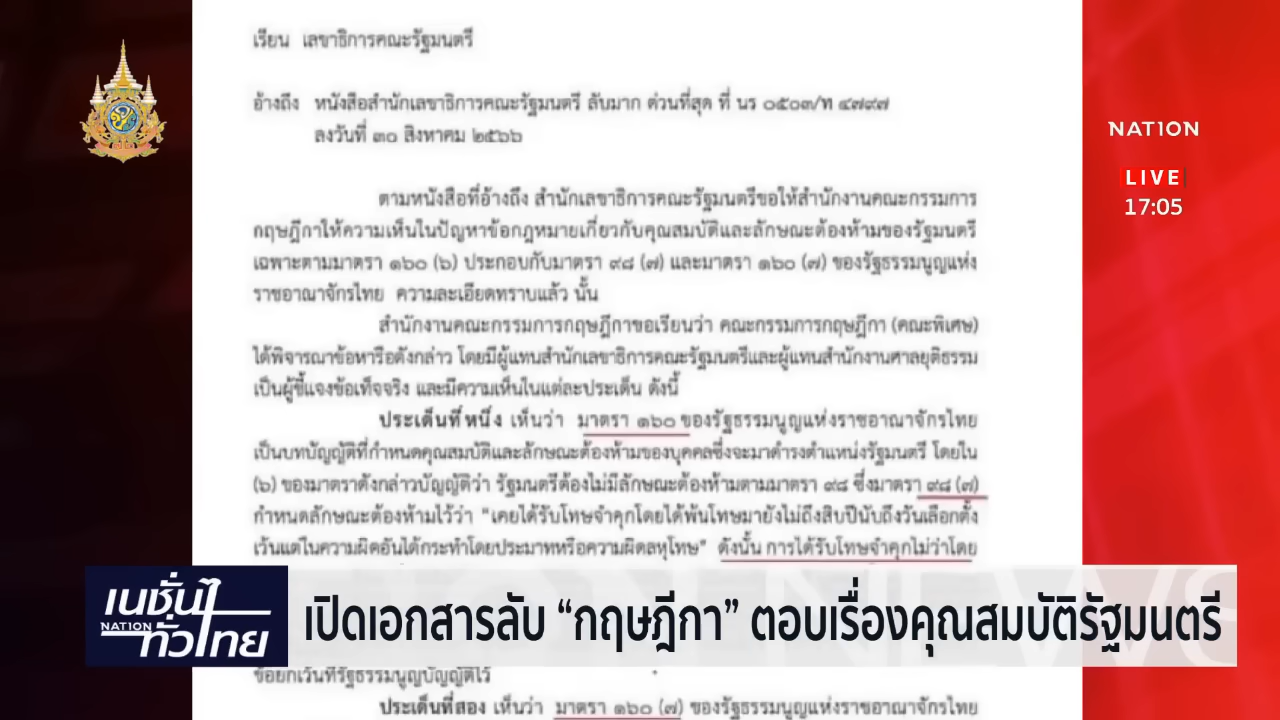 เรียน เลขาธิการคณะรัฐมนตรี
อ้างถึง หนังสือสำนักเลขาธิการคณะรัฐมนตรี ลับมาก ด่วนที่สุด ที่ นร ๐๕๐๓/ท ๔๗๙๗
ลงวันที่ ๓๐ สิงหาคม ๒๕๖๖
NATION
LIVE
17:05
ตามหนังสือที่อ้างถึง สำนักเลขาธิการคณะรัฐมนตรีขอให้สำนักงานคณะกรรมการ
กฤษฎีกาให้ความเห็นในปัญหาข้อกฎหมายเกี่ยวกับคุณสมบัติและลักษณะต้องห้ามของรัฐมนตรี
เฉพาะตามมาตรา ๑๖๐ (๖) ประกอบกับมาตรา ๙๘ (๗) และมาตรา ๑๖๐ (๗) ของรัฐธรรมนูญแห่ง
ราชอาณาจักรไทย ความละเอียดทราบแล้ว นั้น
สำนักงานคณะกรรมการกฤษฎีกาขอเรียนว่า คณะกรรมการกฤษฎีกา (คณะพิเศษ)
ได้พิจารณาข้อหารือดังกล่าว โดยมีผู้แทนสำนักเลขาธิการคณะรัฐมนตรีและผู้แทนสำนักงานศาลยุติธรรม
เป็นผู้ชี้แจงข้อเท็จจริง และมีความเห็นในแต่ละประเด็น ดังนี้
ประเด็นที่หนึ่ง เห็นว่า มาตรา ๑๖๐ ของรัฐธรรมนูญแห่งราชอาณาจักรไทย
เป็นบทบัญญัติที่กำหนดคุณสมบัติและลักษณะต้องห้ามของบุคคลซึ่งจะมาดำรงตำแหน่งรัฐมนตรี โดยใน
(๖) ของมาตราดังกล่าวบัญญัติว่า รัฐมนตรีต้องไม่มีลักษณะต้องห้ามตามมาตรา ๙๘ ซึ่งมาตรา ๙๘ (๗)
กำหนดลักษณะต้องห้ามไว้ว่า “เคยได้รับโทษจำคุกโดยได้พ้นโทษมายังไม่ถึงสิบปีนับถึงวันเลือกตั้ง
เว้นแต่ในความผิดอันได้กระทำโดยประมาทหรือความผิดลหุโทษ” ดังนั้น การได้รับโทษจำคุกไม่ว่าโดย
เนชั่น
NATION
ทั่วไทย
เปิดเอกสารลับ “กฤษฎีกา” ตอบเรื่องคุณสมบัติรัฐมนตรี
ข้อยกเว้นที่รัฐธรรมนูญบัญญัติไว้
ประเด็นที่สอง เห็นว่า มาตรา ๑๖๐ (๗) ของรัฐธรรมนูญแห่งราชอาณาจักรไทย